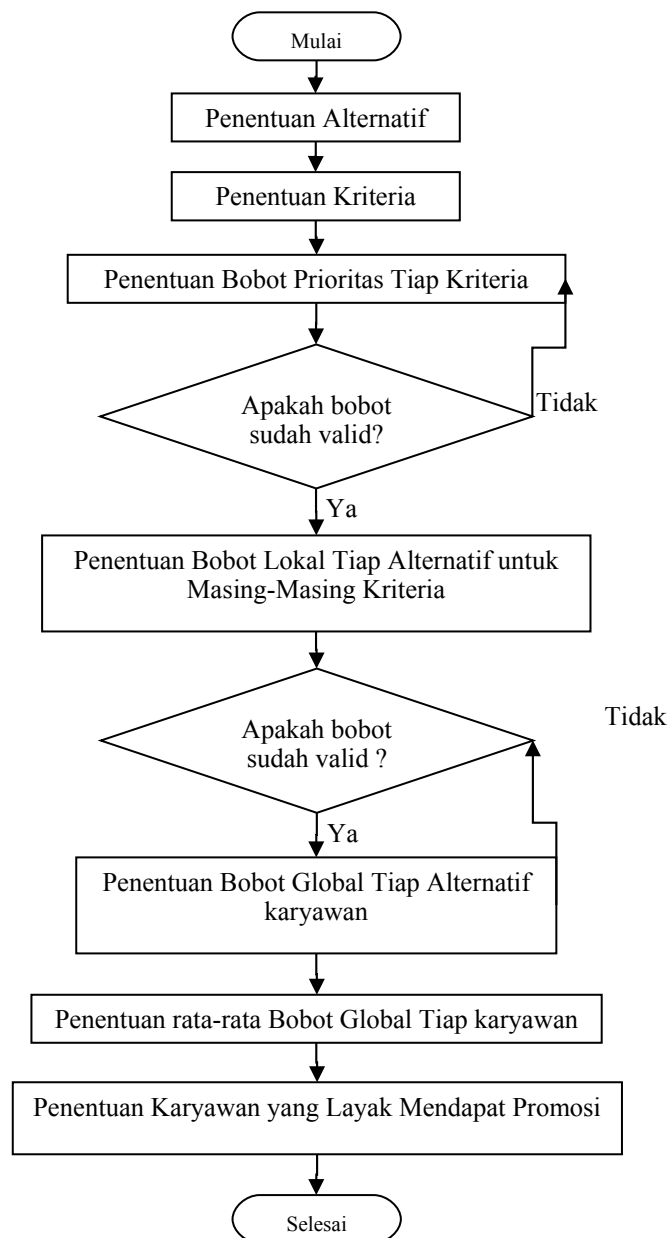 Mulai
Penentuan Alternatif
Penentuan Kriteria
Penentuan Bobot Prioritas Tiap Kriteria
Apakah bobot
sudah valid?
Tidak
Ya
Penentuan Bobot Lokal Tiap Alternatif untuk
Masing-Masing Kriteria
Tidak
Apakah bobot
sudah valid ?
Ya
Penentuan Bobot Global Tiap Alternatif
karyawan
Penentuan rata-rata Bobot Global Tiap karyawan
Penentuan Karyawan yang Layak Mendapat Promosi
Selesai